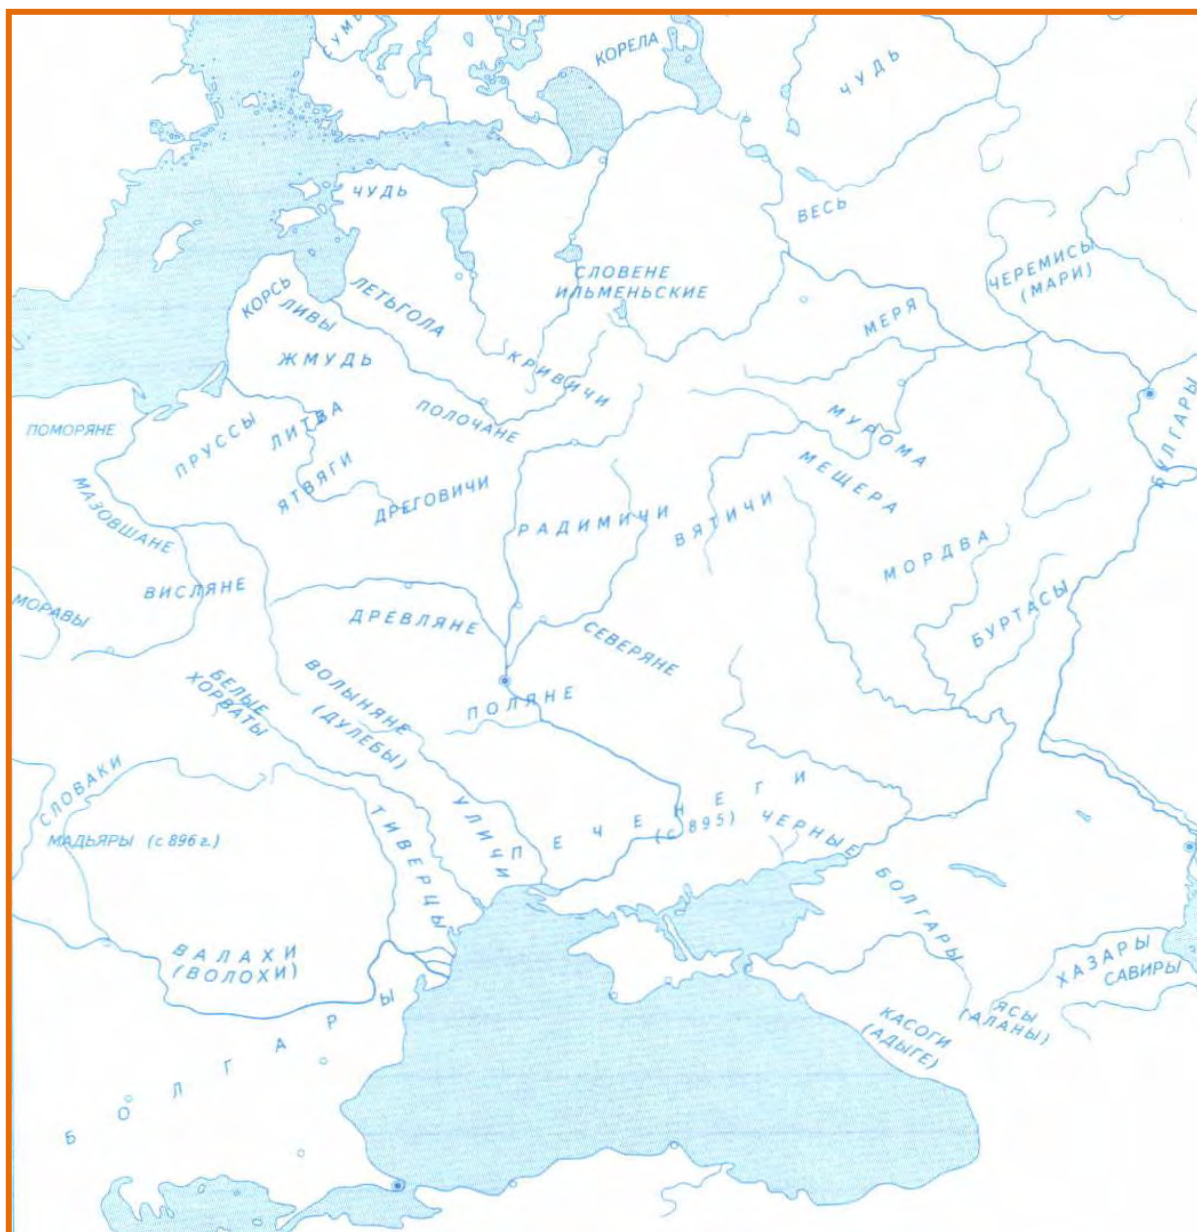 СУМЬ
КОРЕЛА
ЧУДЬ
ЧУДЬ
ВЕСЬ
СЛОВЕНЕ
ИЛЬМЕНЬСКИЕ
ЧЕРЕМИСЫ
(МАРИ)
КОРСЬ
ЛИВЫ
ЛЕТЬГОЛА
МЕРЯ
ЖМУДЬ
КРИВИЧИ
БУЛГАРЫ
ПОМОРЯНЕ
ПРУССЫ
ЛИТВА
ПОЛОЧАНЕ
МУРОМА
МЕЩЕРА
ЯТВЯГИ
ДРЕГОВИЧИ
МАЗОВШАНЕ
РАДИМИЧИ
ВЯТИЧИ
МОРДВА
ВИСЛЯНЕ
МОРАВЫ
ДРЕВЛЯНЕ
СЕВЕРЯНЕ
БУРТАСЫ
БЕЛЫЕ
ХОРВАТЫ
ВОЛЫНЯНЕ
(ДУЛЕБЫ)
ПОЛЯНЕ
СЛОВАКИ
МАДЬЯРЫ (с 896 г.)
ТИВЕРЦЫ
УЛИЧИ
ПЕЧЕНЕГИ
(с 895)
ЧЕРНЫЕ
БОЛГАРЫ
ВАЛАХИ
(ВОЛОХИ)
ХАЗАРЫ
САВИРЫ
ЯСЫ
(АЛАНЫ)
КАСОГИ
(АДЫГЕ)
БОЛГАРЫ